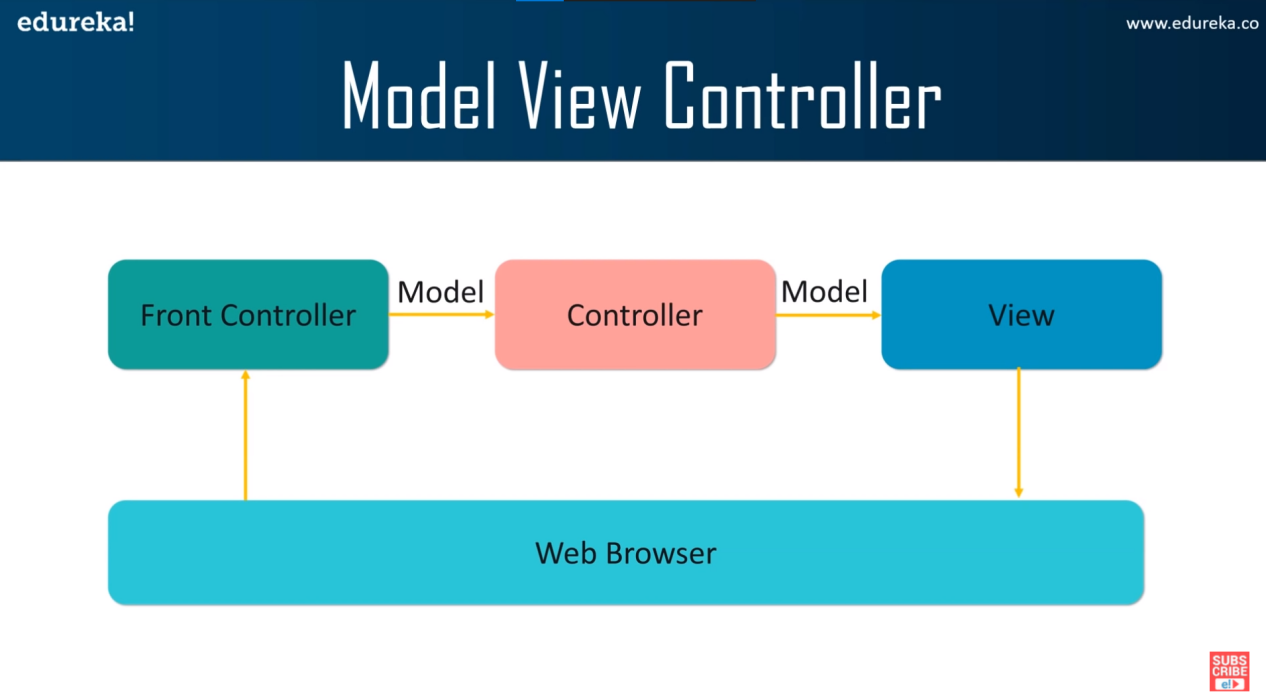 edureka!
www.edureka.co
Model View Controller
Front Controller
Model
Controller
Model
View
Web Browser
SUBS
CRIBE
e!